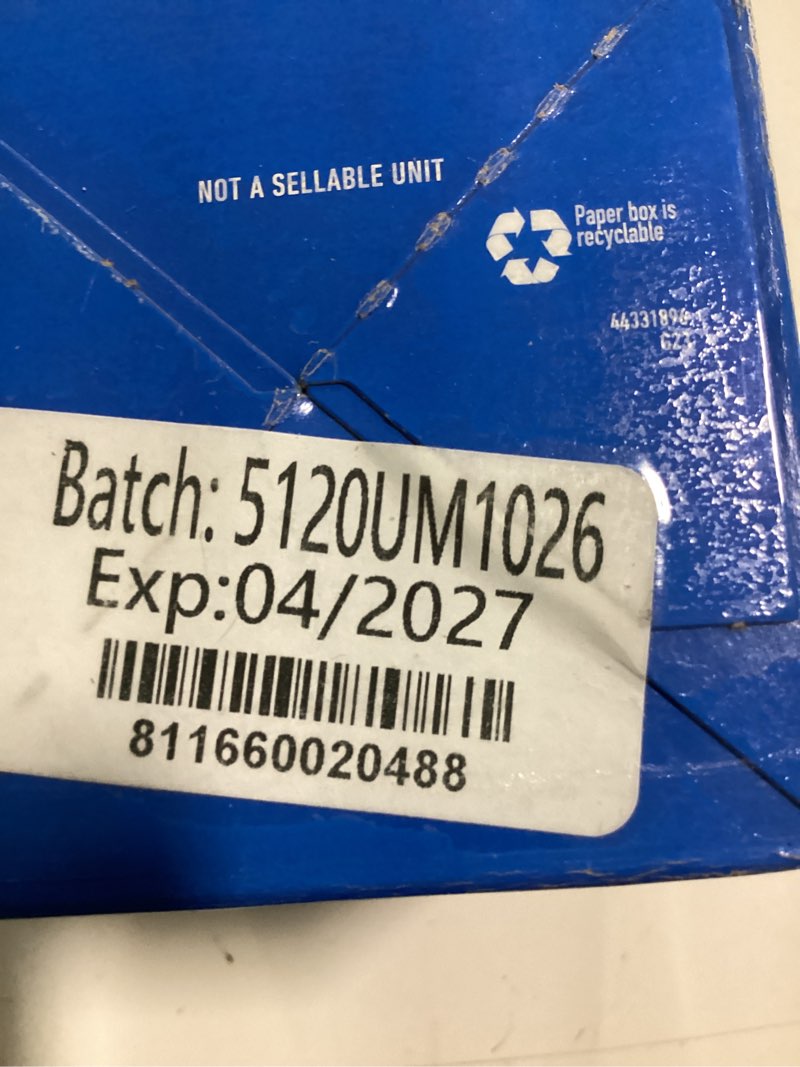 NOT A SELLABLE UNIT
Paper box is
recyclable
Batch: 5120UM1026
Exp:04/2027
811660020488